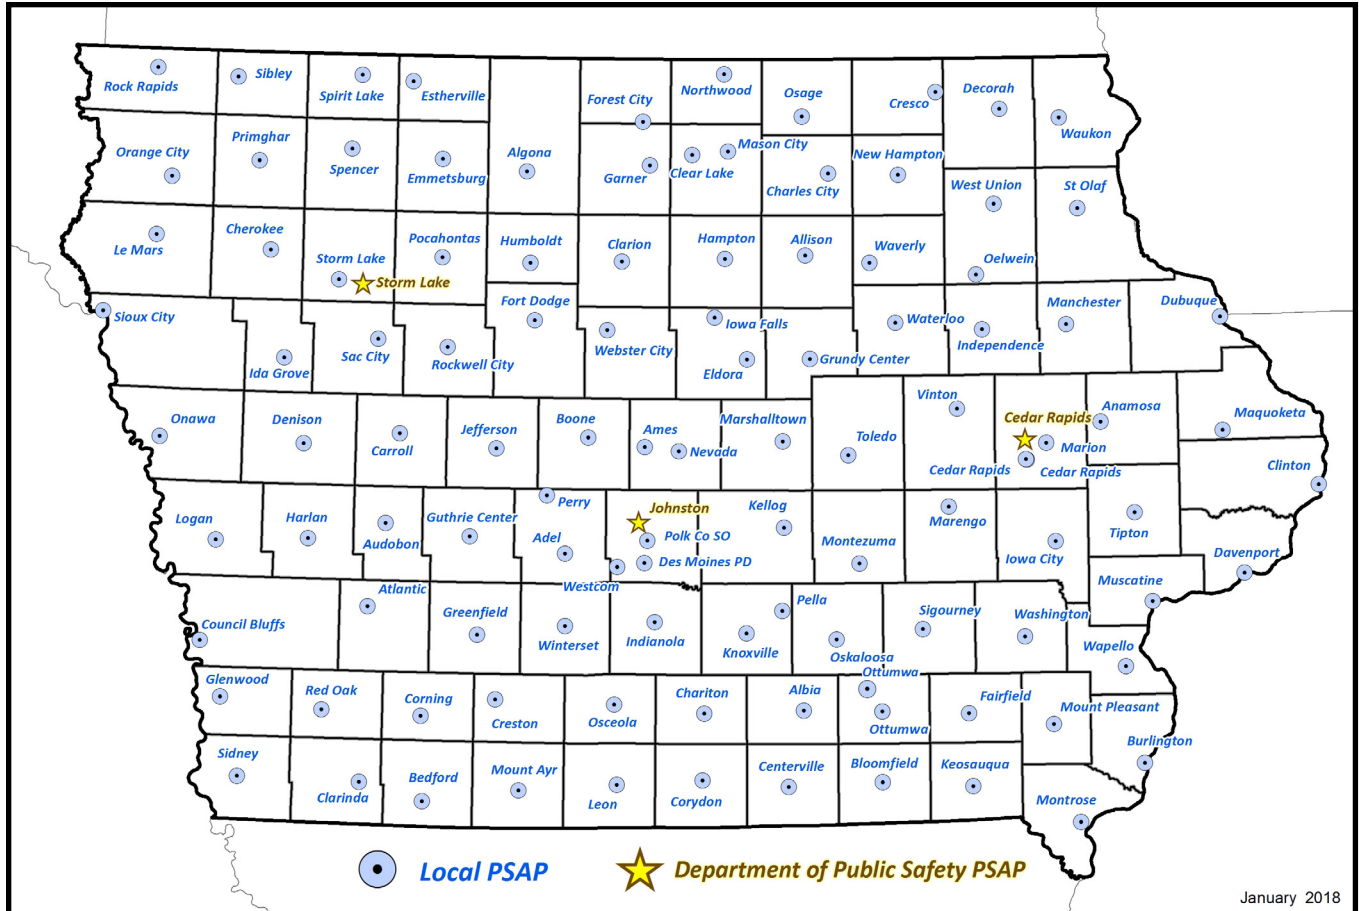 Rock Rapids
Sibley
Spirit Lake
Estherville
Forest City
Northwood
Osage
Cresco
Decorah
Waukon
Orange City
Primghar
Spencer
Emmetsburg
Algona
Garner
Clear Lake
Mason City
Charles City
New Hampton
West Union
St Olaf
Le Mars
Cherokee
Storm Lake
Storm Lake
Pocahontas
Humboldt
Clarion
Hampton
Allison
Waverly
Oelwein
Sioux City
Ida Grove
Sac City
Rockwell City
Fort Dodge
Webster City
Iowa Falls
Eldora
Grundy Center
Waterloo
Independence
Manchester
Dubuque
Onawa
Denison
Carroll
Jefferson
Boone
Ames
Nevada
Marshalltown
Toledo
Vinton
Cedar Rapids
Marion
Cedar Rapids
Cedar Rapids
Anamosa
Maquoketa
Clinton
Logan
Harlan
Audobon
Guthrie Center
Perry
Adel
Johnston
Polk Co SO
Des Moines PD
Westcom
Kellog
Montezuma
Marengo
Iowa City
Tipton
Davenport
Muscatine
Council Bluffs
Atlantic
Greenfield
Winterset
Indianola
Knoxville
Pella
Oskaloosa
Sigourney
Washington
Wapello
Glenwood
Red Oak
Corning
Creston
Osceola
Chariton
Albia
Ottumwa
Ottumwa
Fairfield
Mount Pleasant
Burlington
Sidney
Clarinda
Bedford
Mount Ayr
Leon
Corydon
Centerville
Bloomfield
Keosauqua
Montrose
Local PSAP
Department of Public Safety PSAP
January 2018